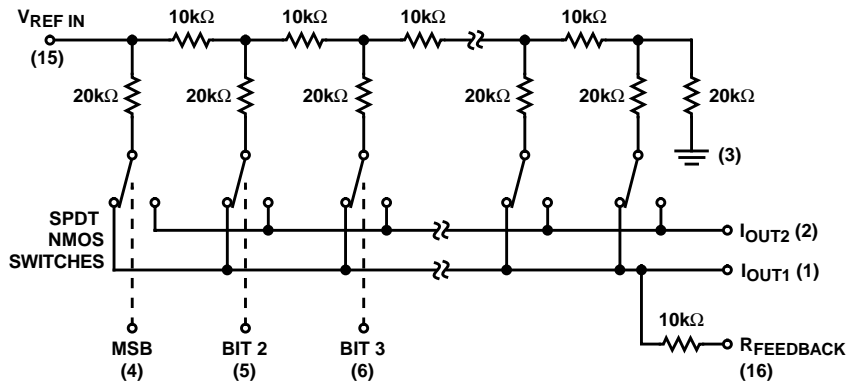 VREF IN
(15)
10kΩ
10kΩ
10kΩ
10kΩ
20kΩ
20kΩ
20kΩ
20kΩ
20kΩ
20kΩ
(3)
SPDT
NMOS
SWITCHES
IOUT2 (2)
IOUT1 (1)
10kΩ
RFEEDBACK
(16)
MSB
(4)
BIT 2
(5)
BIT 3
(6)